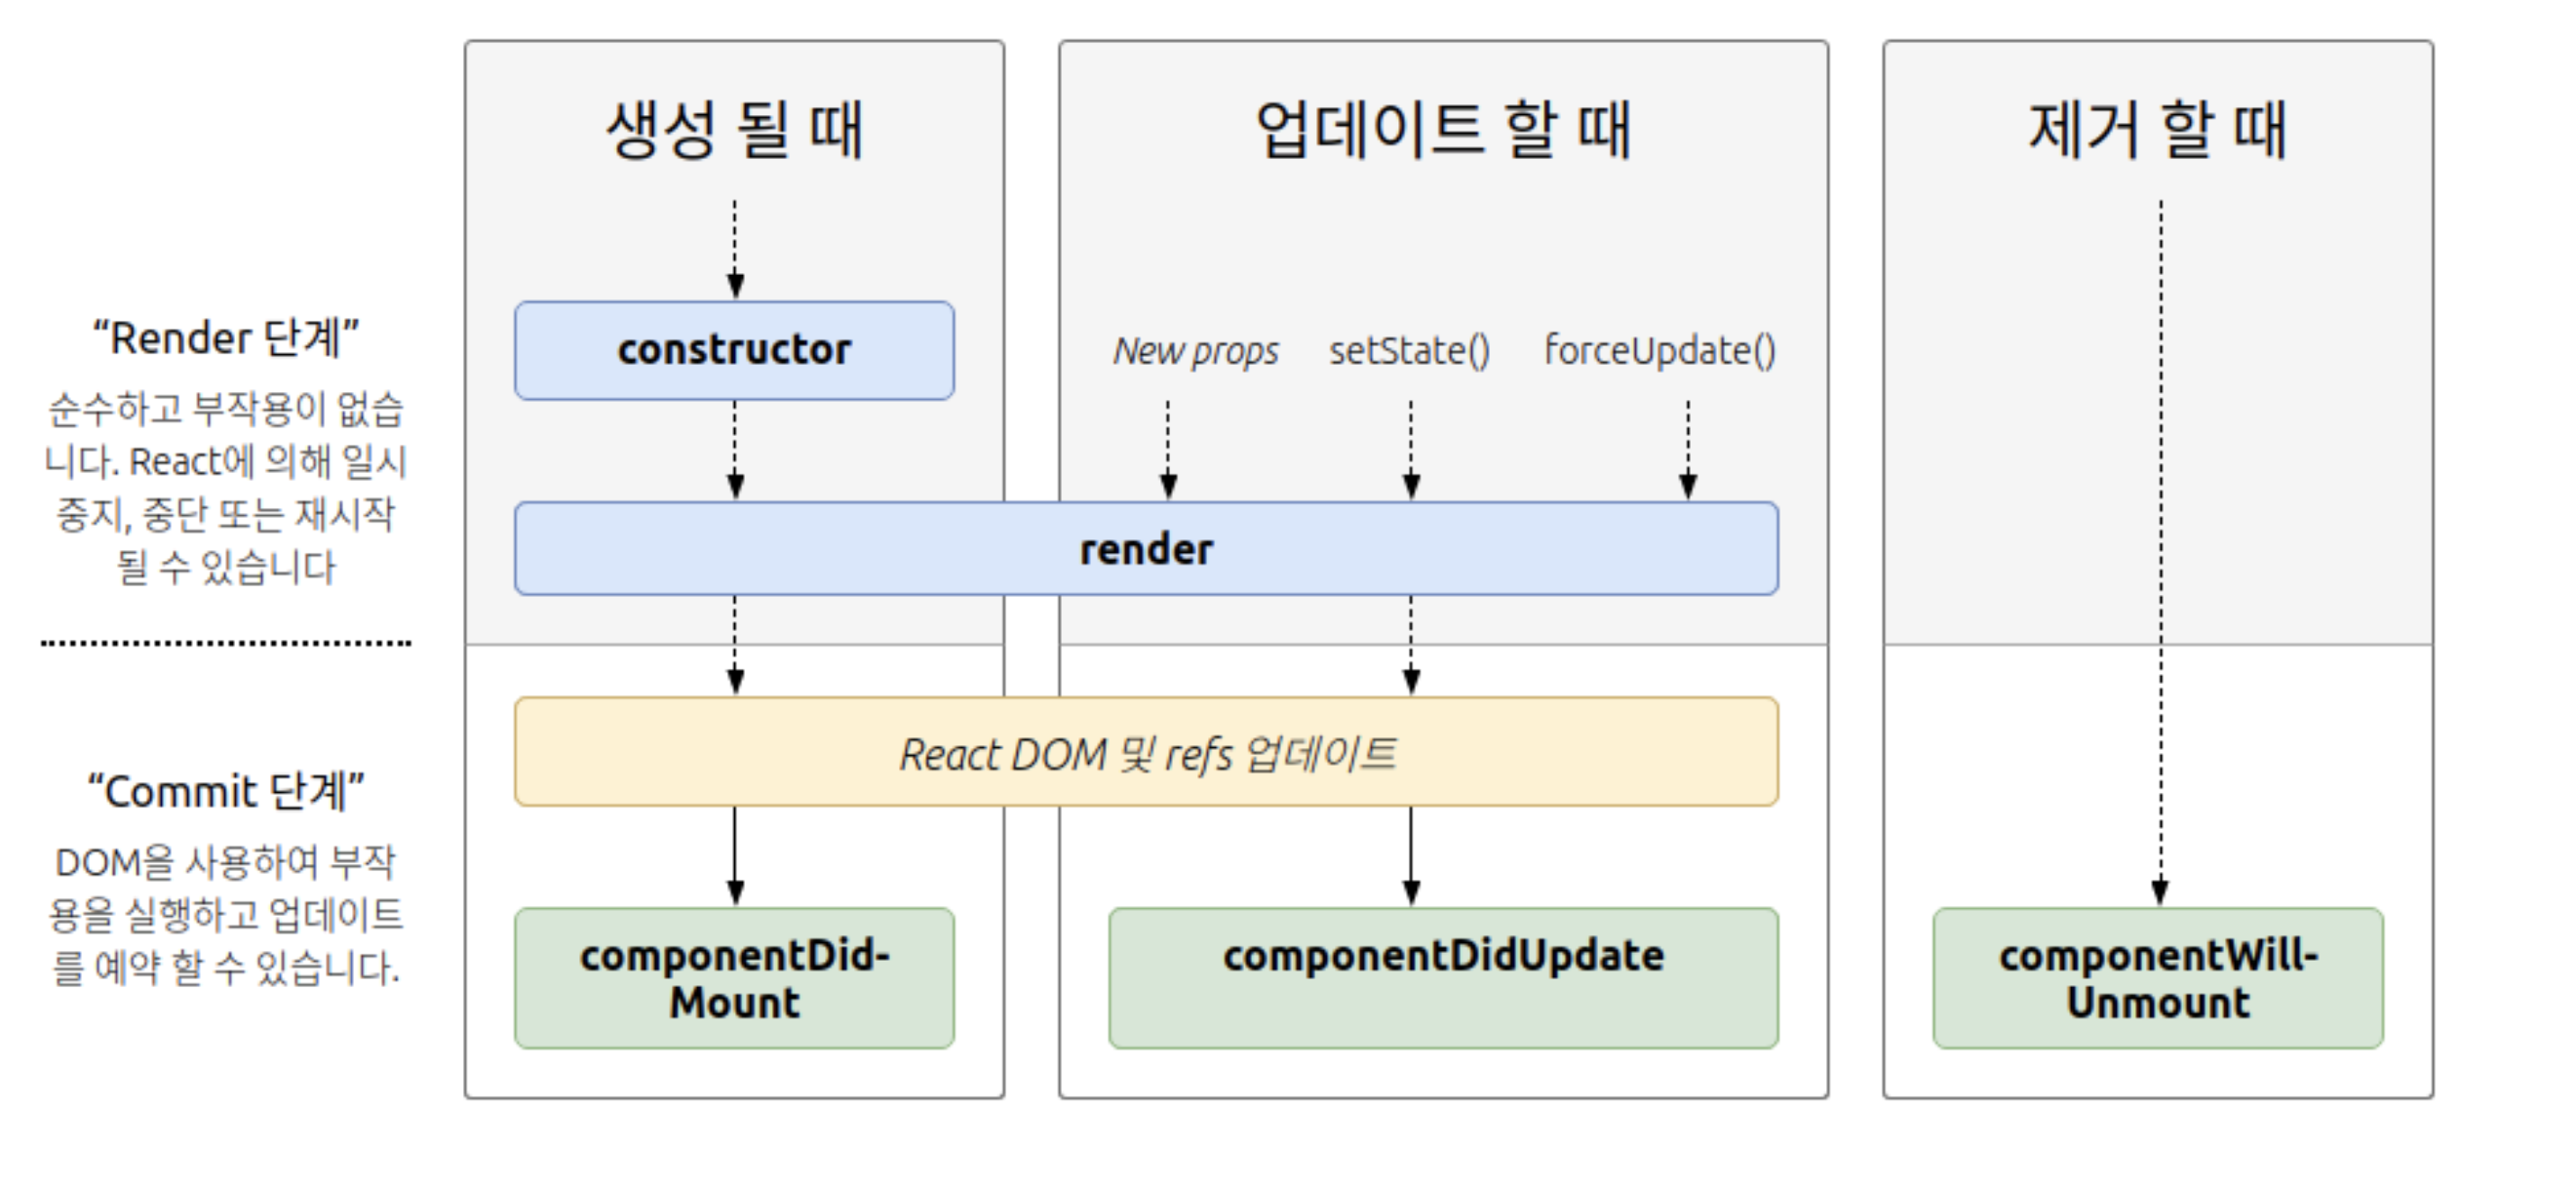 생성 될 때
업데이트 할 때
제거 할 때
“Render 단계”
순수하고 부작용이 없습
니다. React에 의해 일시
중지, 중단 또는 재시작
될 수 있습니다
constructor
New props
setState()
forceUpdate()
render
“Commit 단계”
DOM을 사용하여 부작
용을 실행하고 업데이트
를 예약 할 수 있습니다.
React DOM 및 refs 업데이트
componentDid-
Mount
componentDidUpdate
componentWill-
Unmount